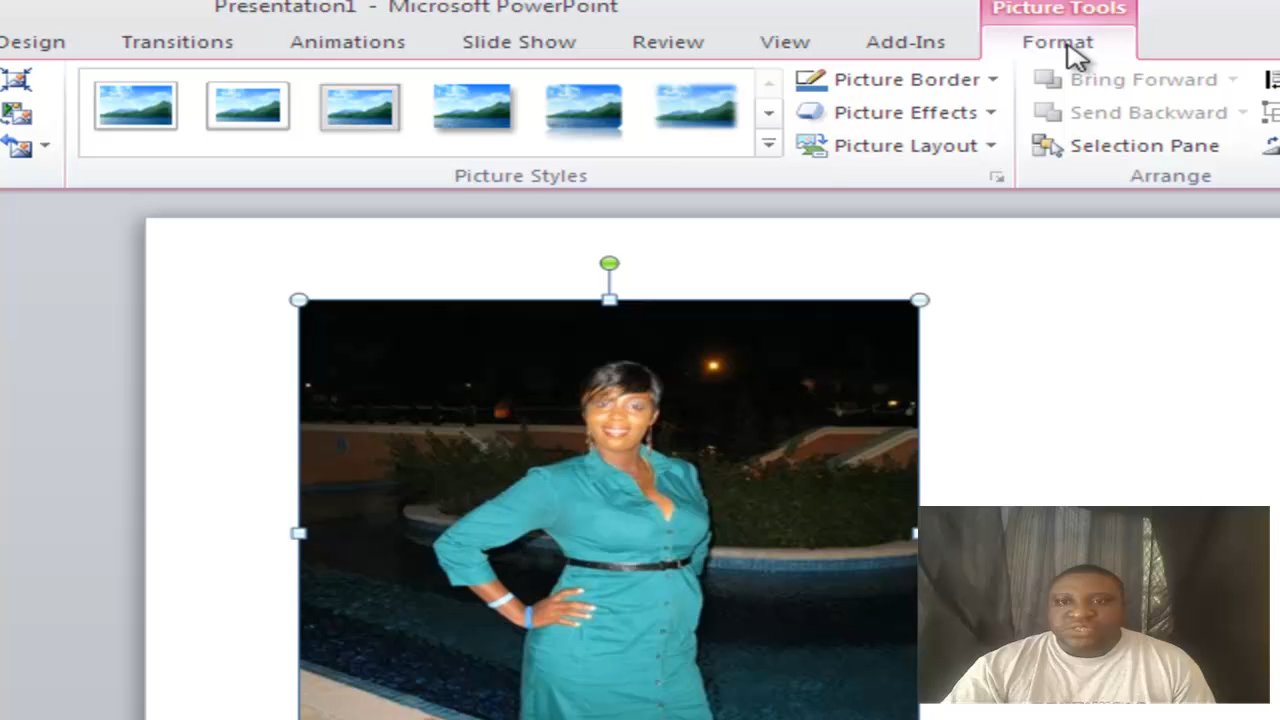 Presentation1 - Microsoft PowerPoint
Picture Tools
Design Transitions Animations Slide Show Review View Add-Ins Format
Picture Border
Picture Effects
Picture Layout
Bring Forward
Send Backward
Selection Pane
Picture Styles
Arrange